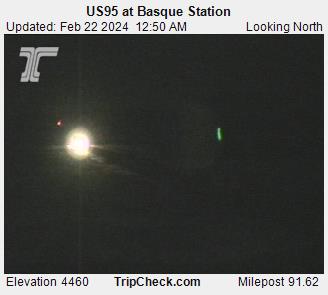 US95 at Basque Station
Updated: Feb 22 2024 12:50 AM Looking North
Elevation 4460 TripCheck.com Milepost 91.62